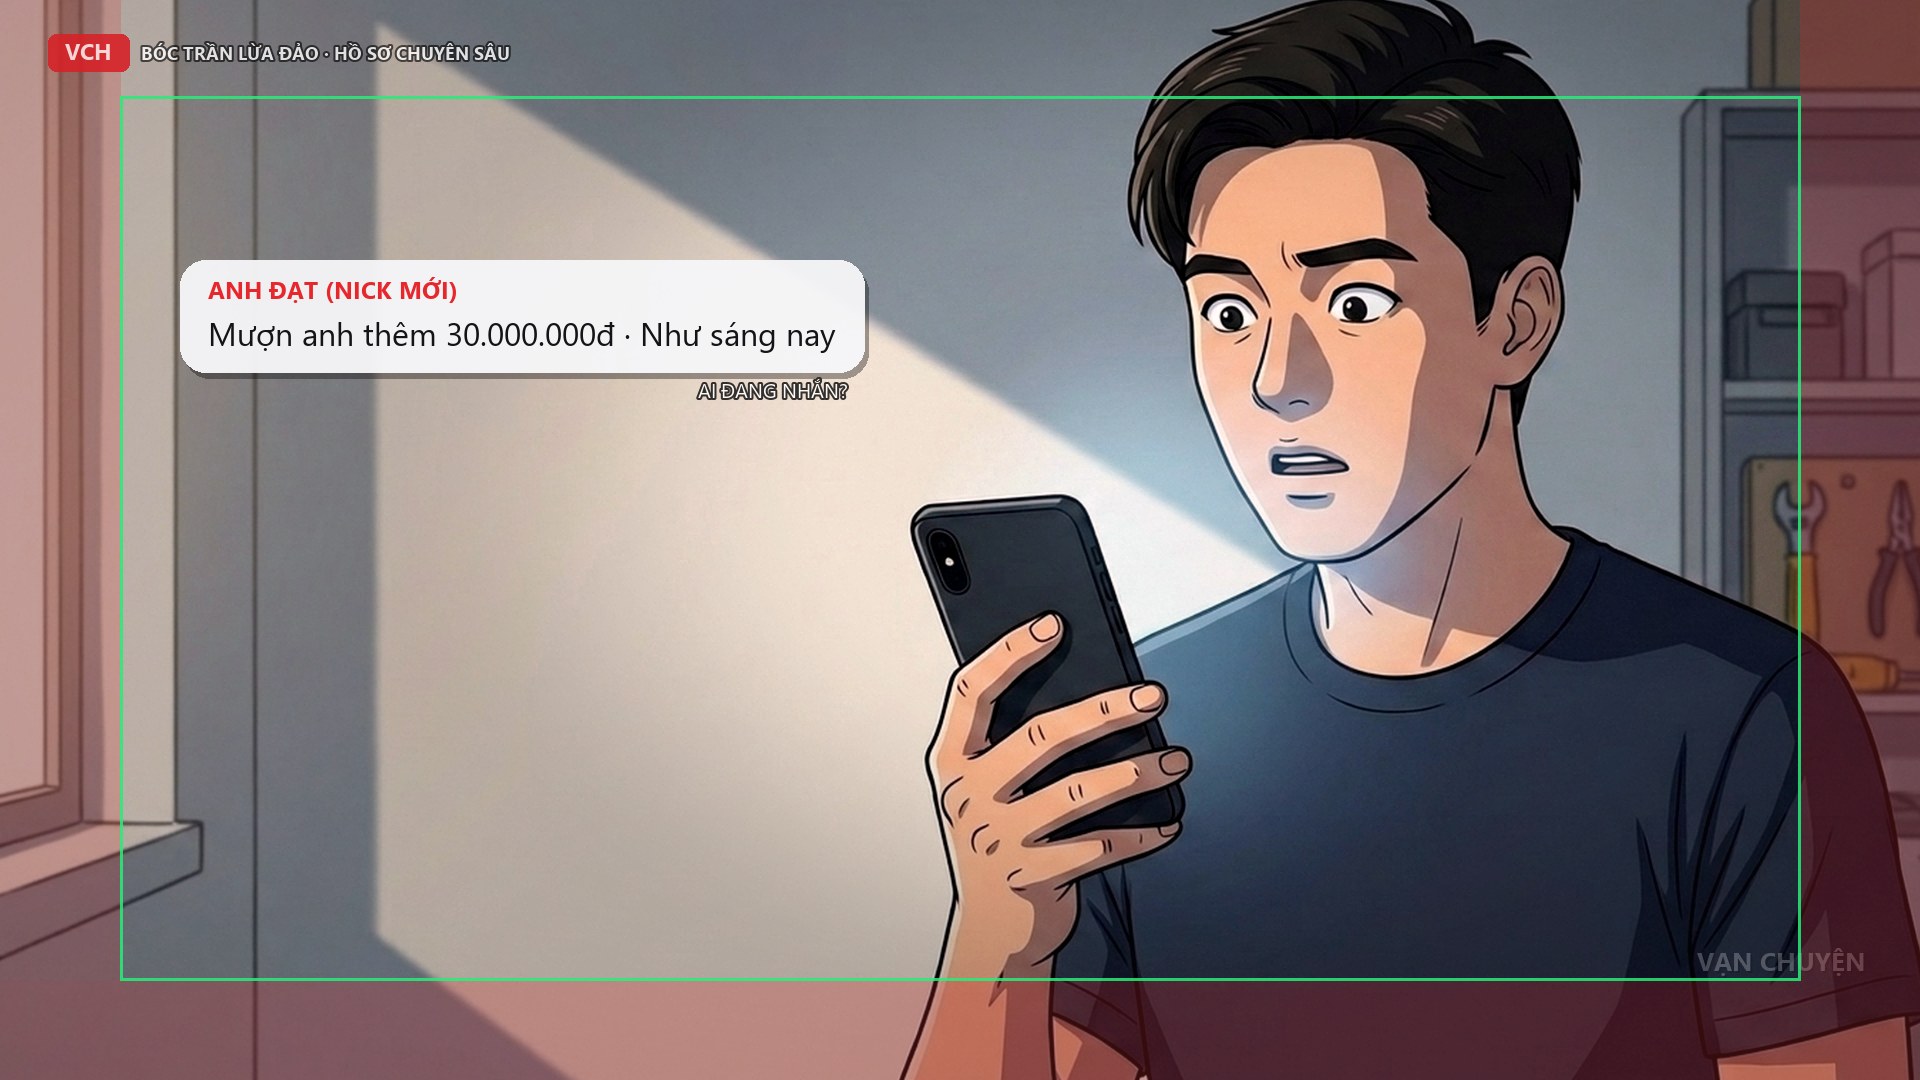 VCH BÓC TRẦN LỪA ĐẢO · HỒ SƠ CHUYÊN SÂU
ANH ĐẠT (NICK MỚI)
Mượn anh thêm 30.000.000đ · Như sáng nay
AI ĐANG NHẮN?
VẠN CHUYỆN